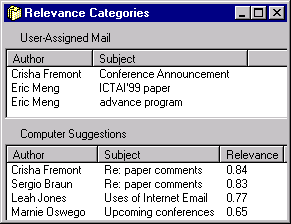 Relevance Categories
User-Assigned Mail
Author Subject
Crisha Fremont Conference Announcement
Eric Meng ICTAI'99 paper
Eric Meng advance program
Computer Suggestions
Author Subject Relevance
Crisha Fremont Re: paper comments 0.84
Sergio Braun Re: paper comments 0.83
Leah Jones Uses of Internet Email 0.77
Marnie Oswego Upcoming conferences 0.65